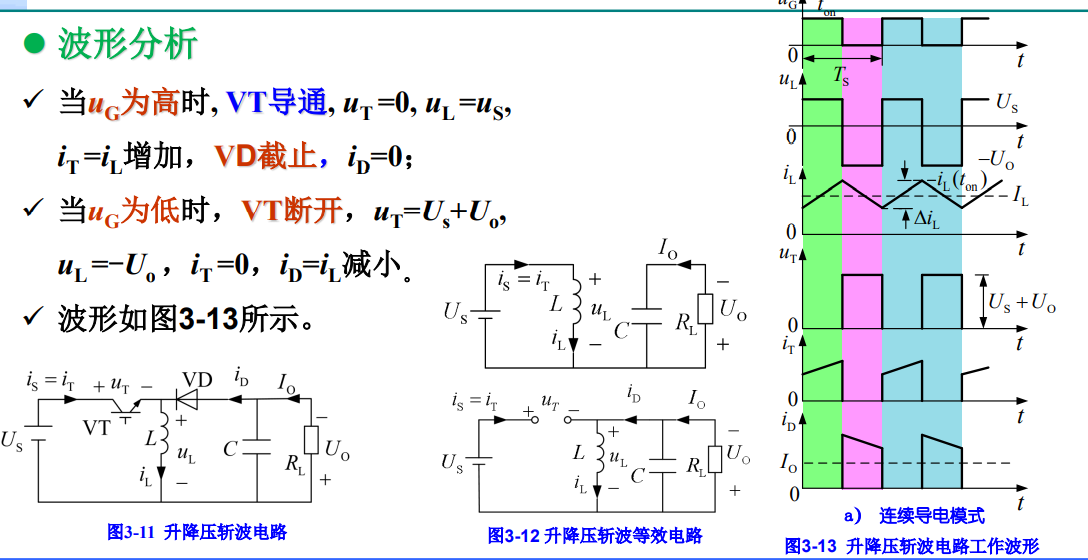 波形分析
✓ 当uG为高时, VT导通, uT =0, uL =uS,
iT =iL增加，VD截止，iD=0；
✓ 当uG为低时，VT断开，uT=Us+Uo,
uL =−Uo ，iT =0，iD=iL减小。
✓ 波形如图3-13所示。
iS = iT + uT − VD iD IO
US VT L + uL − iL C RL − UO +
图3-11 升降压斩波电路
IO
iS = iT
US L + uL − iL C RL − UO +
iS = iT + uT − iD IO
US L + uL − iL C RL − UO +
图3-12 升降压斩波等效电路
uG ton
0 t
TS
uL
US
0 t
−UO
iL
iL(ton)
IL
ΔiL
0 t
uT
US +UO
0 t
iT
0 t
iD
IO
0 t
a） 连续导电模式
图3-13 升降压斩波电路工作波形